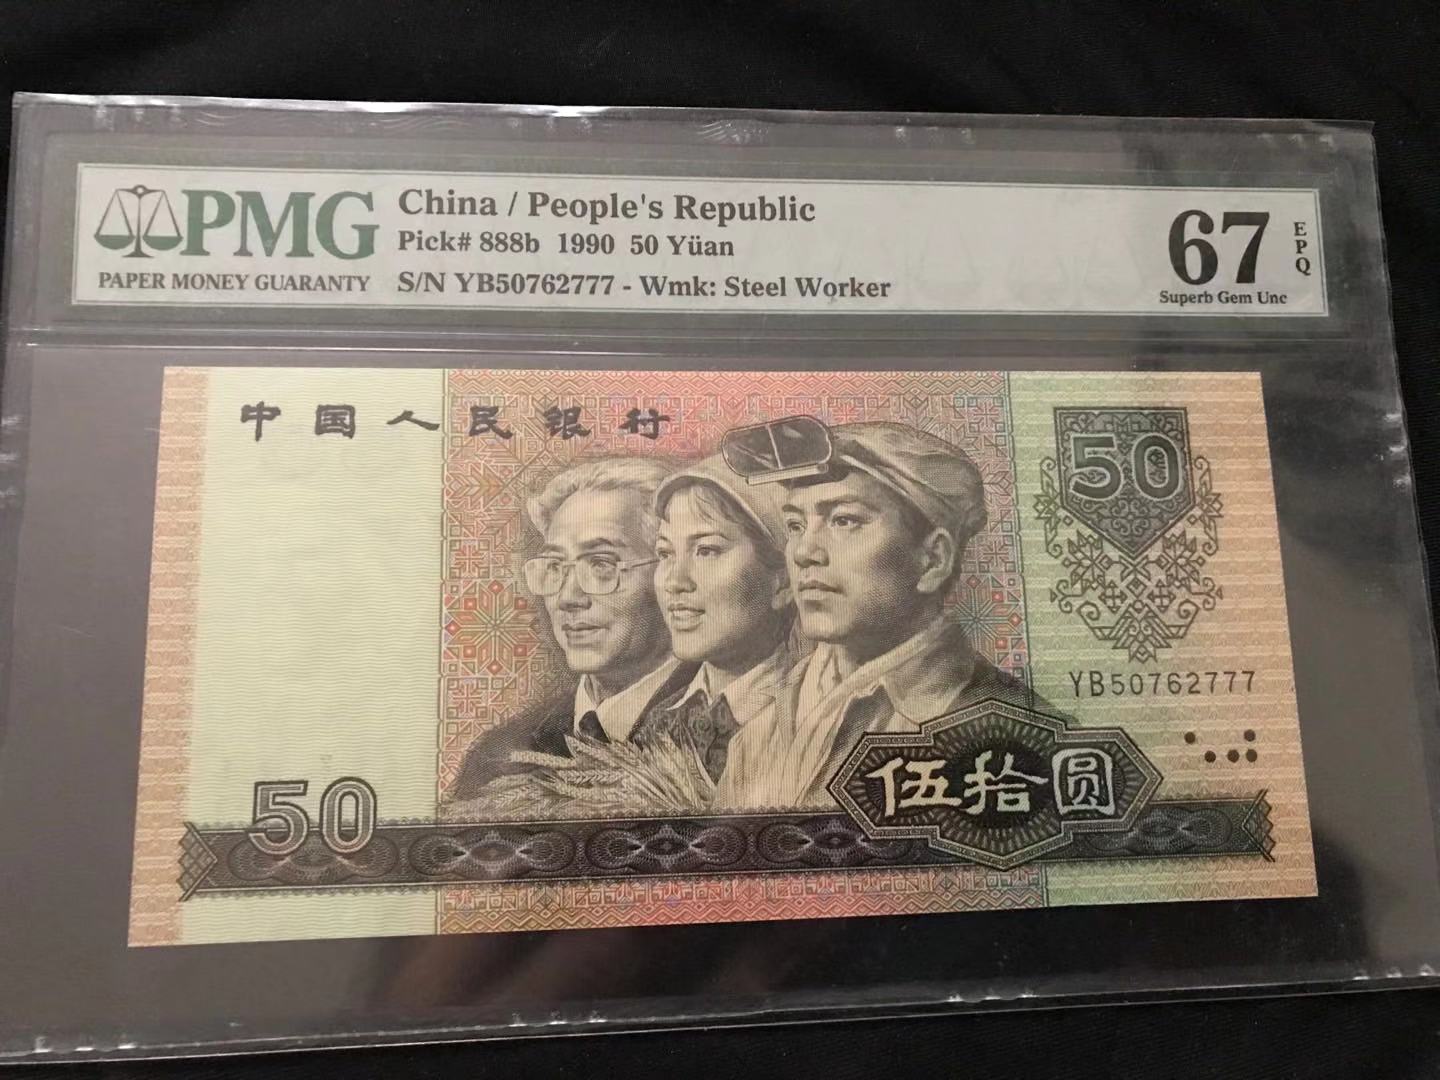 PMG
PAPER MONEY GUARANTY
China / People's Republic
Pick# 888b 1990 50 Yüan
S/N YB50762777 - Wmk: Steel Worker
67
EPQ
Superb Gem Unc
中国人民银行
50
YB50762777
50
伍拾圆